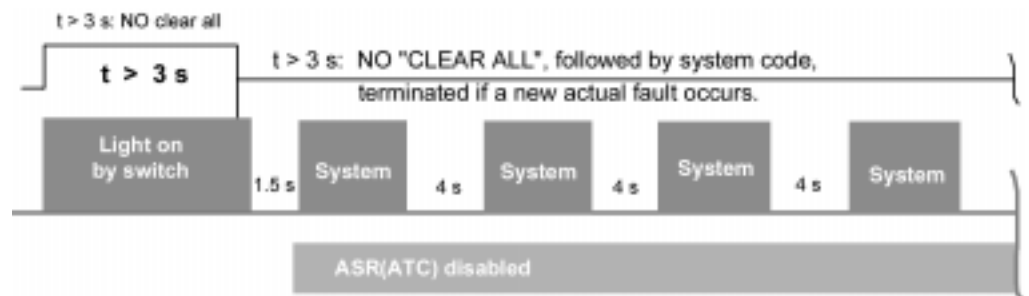 t > 3 s: NO clear all
t > 3 s
t > 3 s: NO "CLEAR ALL", followed by system code,
terminated if a new actual fault occurs.
Light on
by switch
1.5 s
System
4 s
System
4 s
System
4 s
System
ASR(ATC) disabled